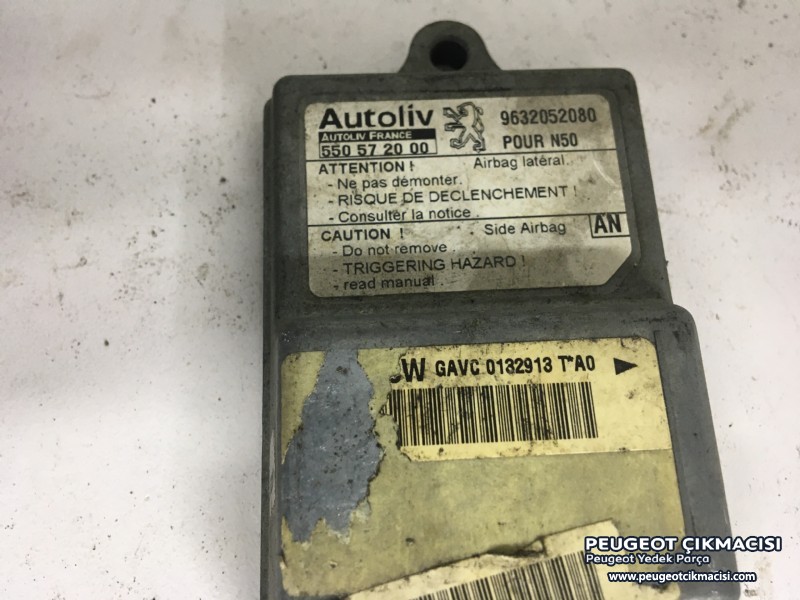 Autoliv
AUTOLIV FRANCE
550 57 20 00
9632052080
POUR N50
ATTENTION ! Airbag latéral.
- Ne pas démonter.
- RISQUE DE DECLENCHEMENT !
- Consulter la notice.
CAUTION ! Side Airbag AN
- Do not remove.
- TRIGGERING HAZARD !
- read manual.
W GAVC 0132913 T*A0
PEUGEOT ÇIKMACISI
Peugeot Yedek Parça
www.peugeotcikmacisi.com